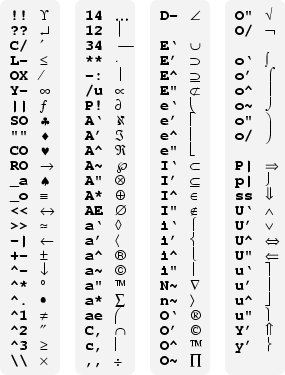 !! ϒ
?? ↵
C/ ′
L- ≤
OX ⁄
Y- ∞
|| ƒ
SO ♣
"" ♦
CO ♥
RO →
_a ♠
_o ≡
<< ↔
>> ≈
-| ←
+- ±
^- ↓
^* °
^. •
^1 ≠
^2 ″
^3 ≥
\\ ×
14 …
12 ⏐
34 ⎯
** ·
-: |
/u ∝
P! ∂
A` ℵ
A' ℑ
A^ ℜ
A~ ℘
A" ⊗
A* ⊕
AE ∅
a` ◊
a' 〈
a^ ®
a~ ©
a" ™
a* ∑
ae ⎛
C, ∩
c, ⎜
,, ÷
D- ∠
E` ∪
E' ⊃
E^ ⊇
E" ⊄
e` ⎝
e' ⎡
e^ ⎢
e" ⎣
I` ⊂
I' ⊆
I^ ∈
I" ∉
i` ⎧
i' ⎨
i^ ⎩
i" ⎪
N~ ∇
n~ 〉
O` ®
O' ©
O^ ™
O~ ∏
O" √
O/ ¬
o` ∫
o' ⌠
o^ ⎮
o~ ⌡
o" ⎞
o/ ⎠
P| ⇒
p| ⎭
ss ⇓
U` ∧
U' ∨
U^ ⇔
U" ⇐
u` ⎤
u' ⎥
u^ ⎦
u" ⎫
Y' ⇑
y' ⎬